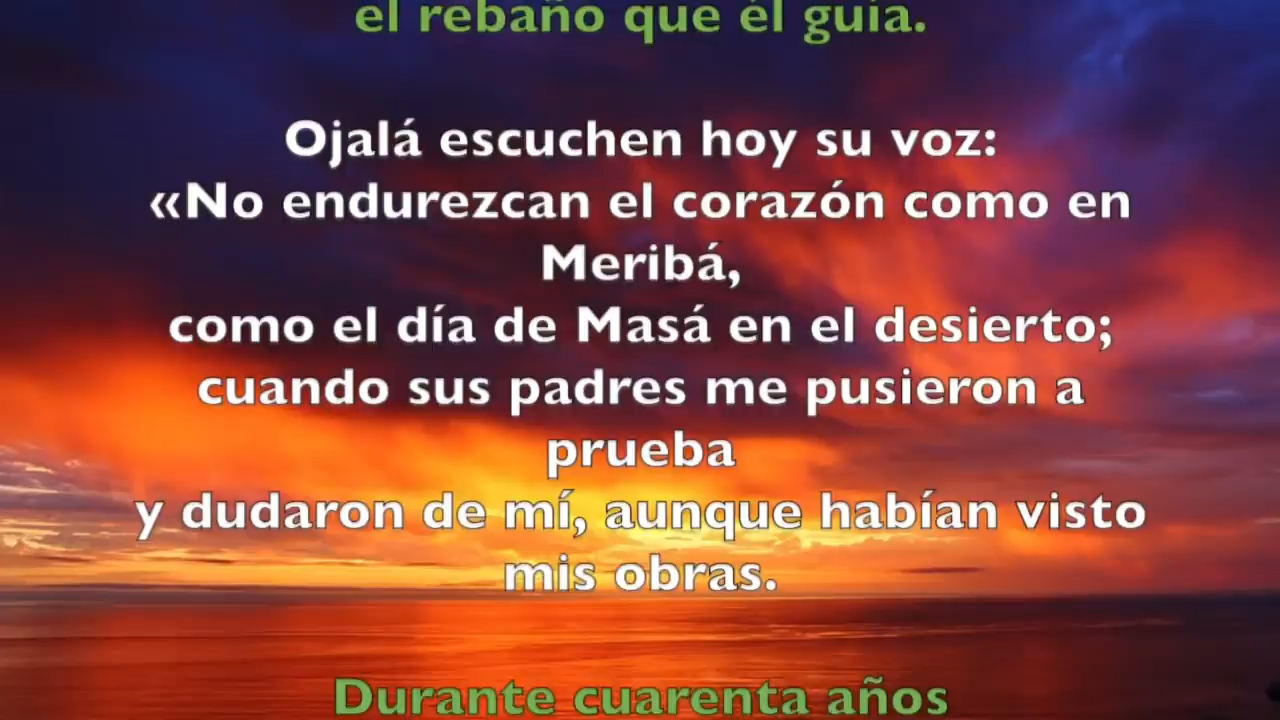 el rebaño que él guía.
Ojalá escuchen hoy su voz:
«No endurezcan el corazón como en
Meribá,
como el día de Masá en el desierto;
cuando sus padres me pusieron a
prueba
y dudaron de mí, aunque habían visto
mis obras.
Durante cuarenta años